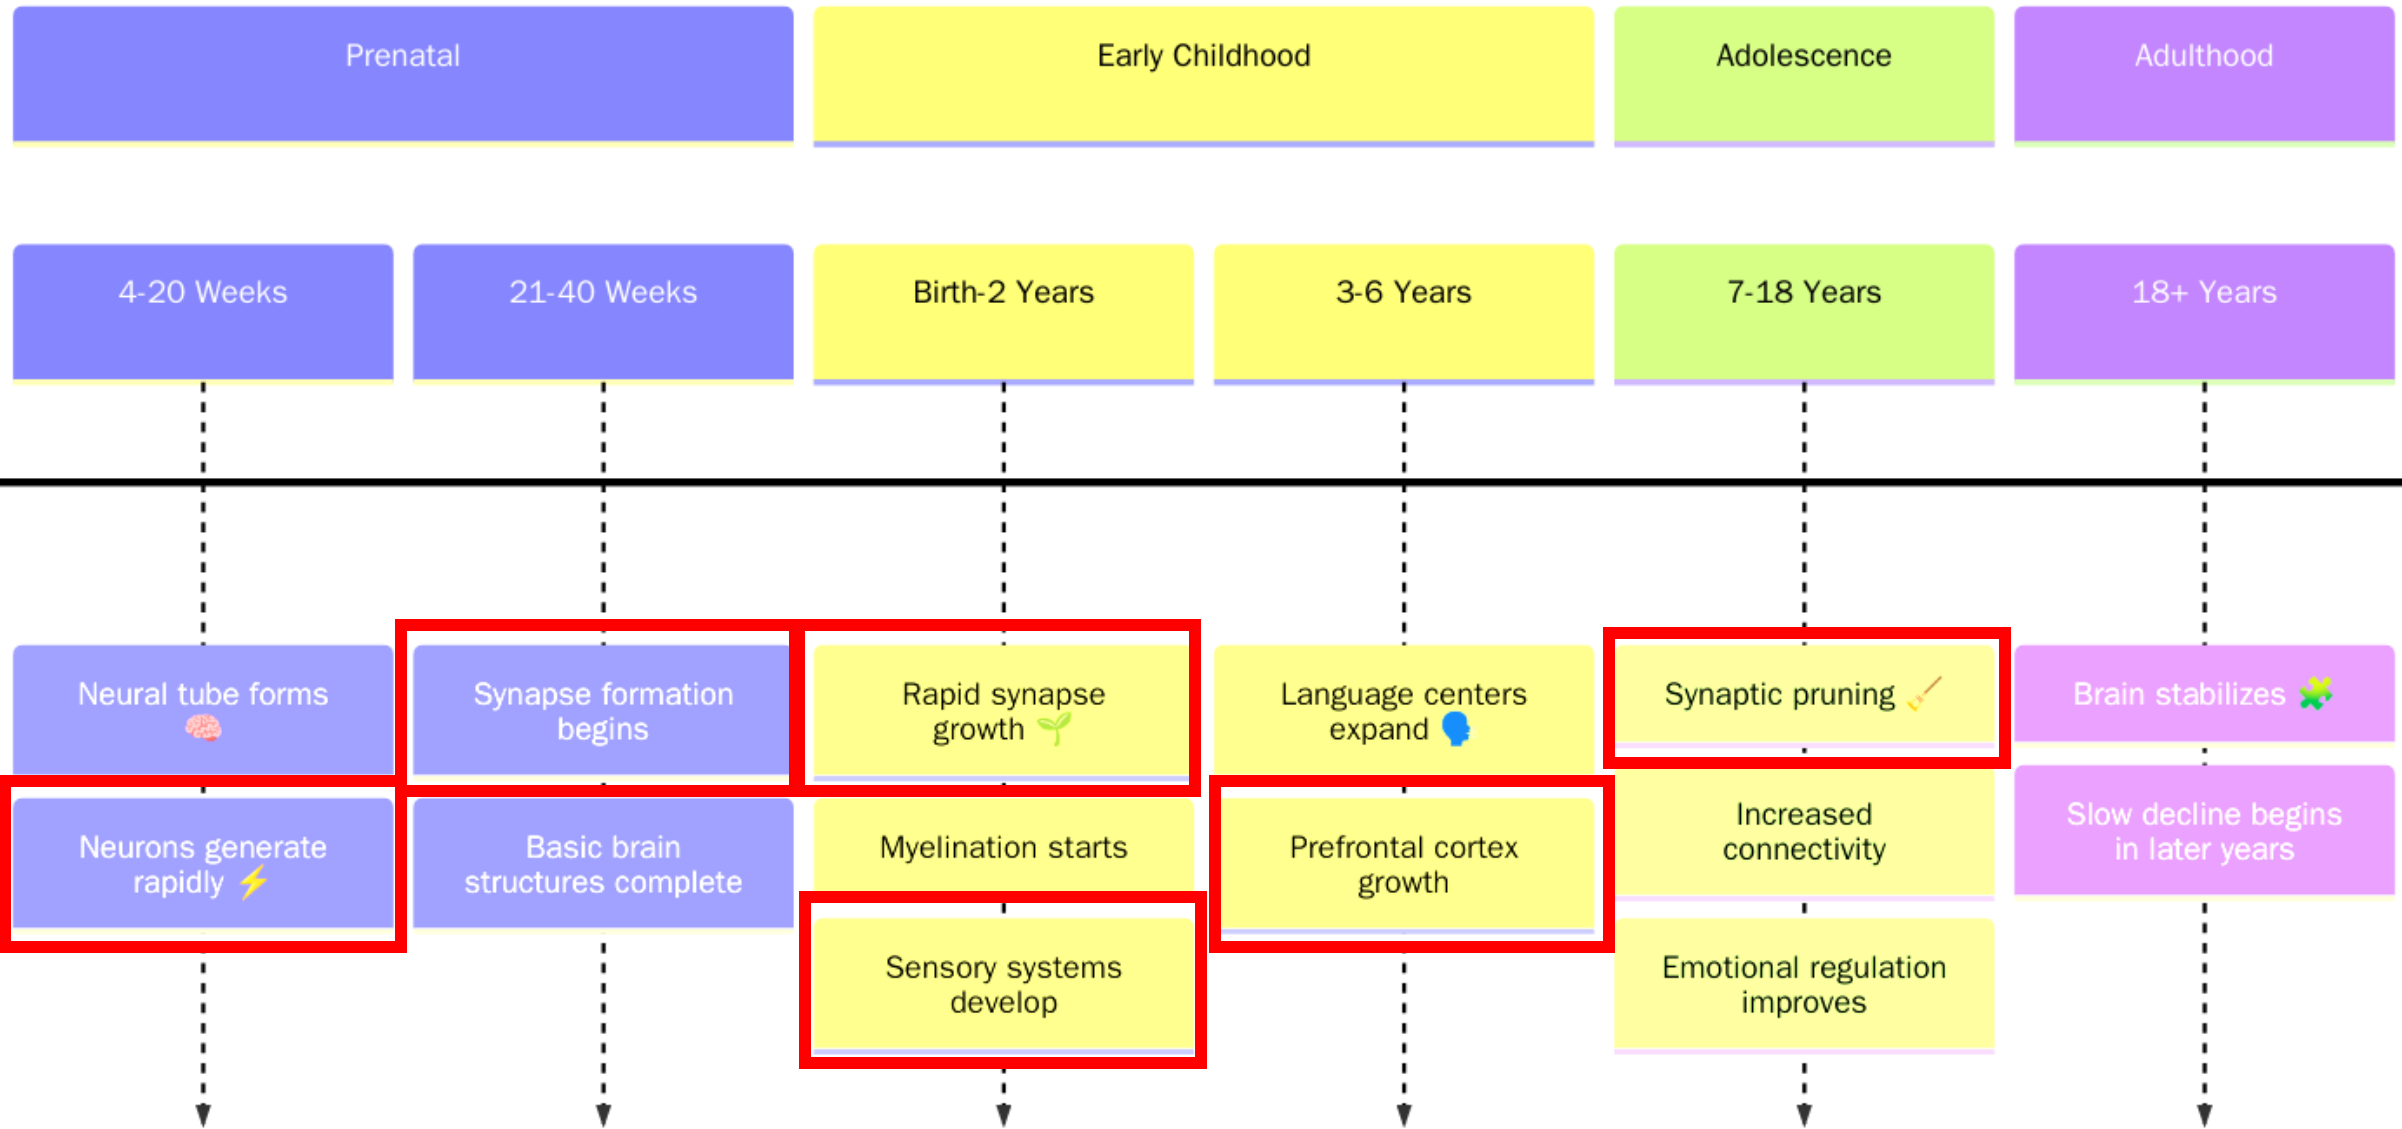 Prenatal
Early Childhood
Adolescence
Adulthood
4-20 Weeks
21-40 Weeks
Birth-2 Years
3-6 Years
7-18 Years
18+ Years
Neural tube forms
🧠
Neurons generate
rapidly ⚡
Synapse formation
begins
Basic brain
structures complete
Rapid synapse
growth 🌱
Myelination starts
Sensory systems
develop
Language centers
expand 🗣️
Prefrontal cortex
growth
Synaptic pruning 🧹
Increased
connectivity
Emotional regulation
improves
Brain stabilizes 🧩
Slow decline begins
in later years